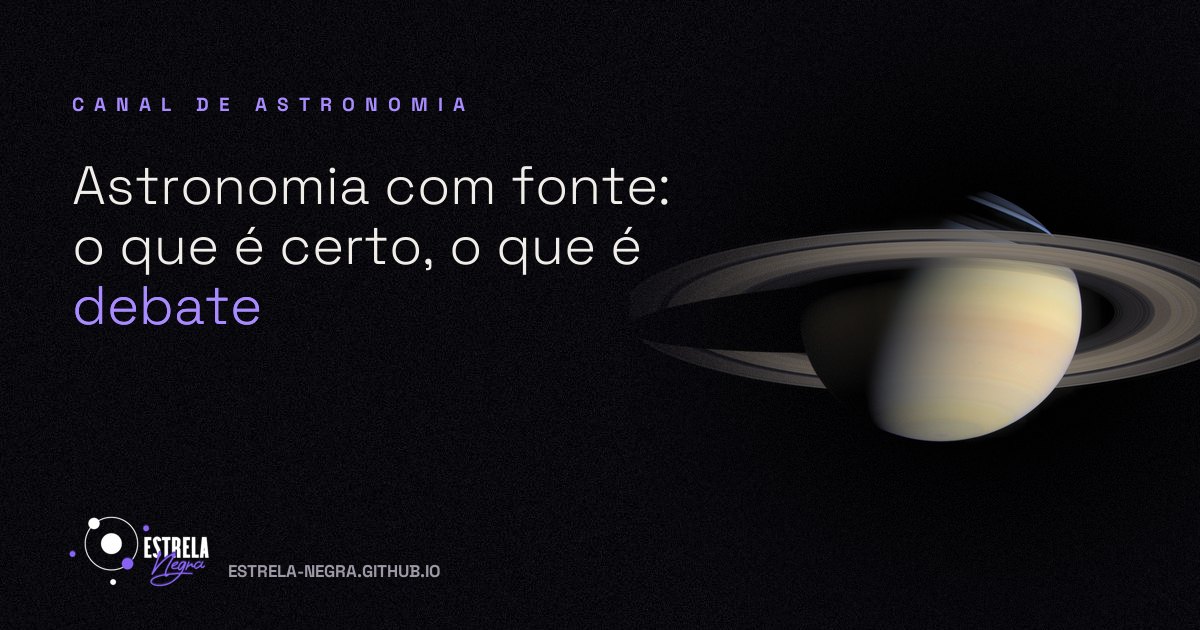 CANAL DE ASTRONOMIA
Astronomia com fonte:
o que é certo, o que é
debate
ESTRELA
Negra
ESTRELA-NEGRA.GITHUB.IO